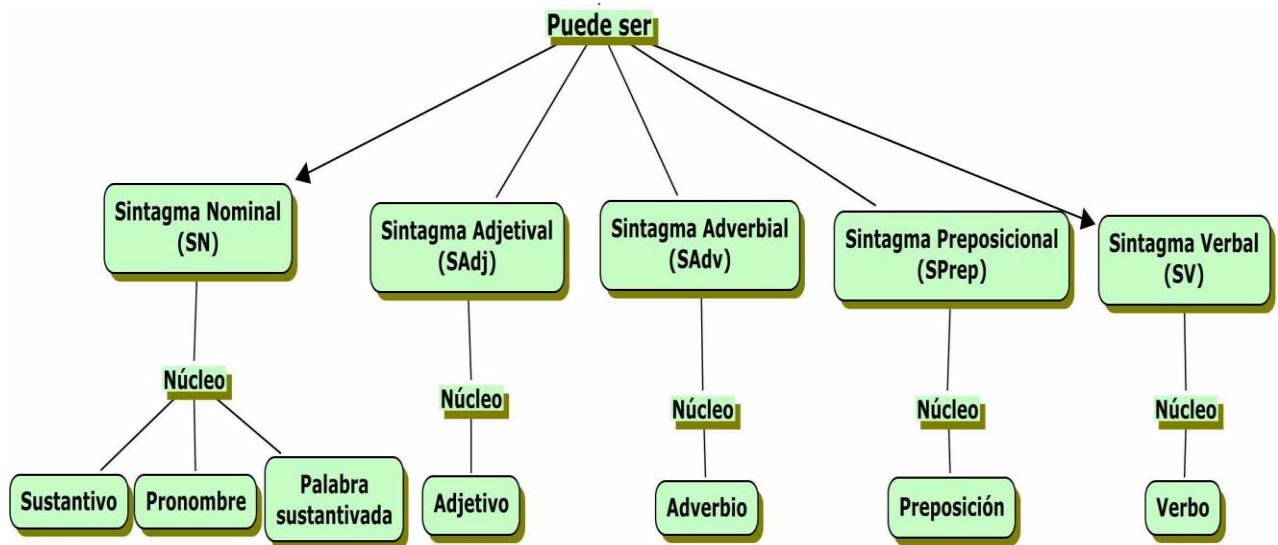 Puede ser
Sintagma Nominal
(SN)
Sintagma Adjetival
(SAdj)
Sintagma Adverbial
(SAdv)
Sintagma Preposicional
(SPrep)
Sintagma Verbal
(SV)
Núcleo
Núcleo
Núcleo
Núcleo
Núcleo
Sustantivo
Pronombre
Palabra
sustantivada
Adjetivo
Adverbio
Preposición
Verbo